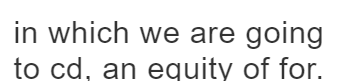 in which we are going
to cd, an equity of for.